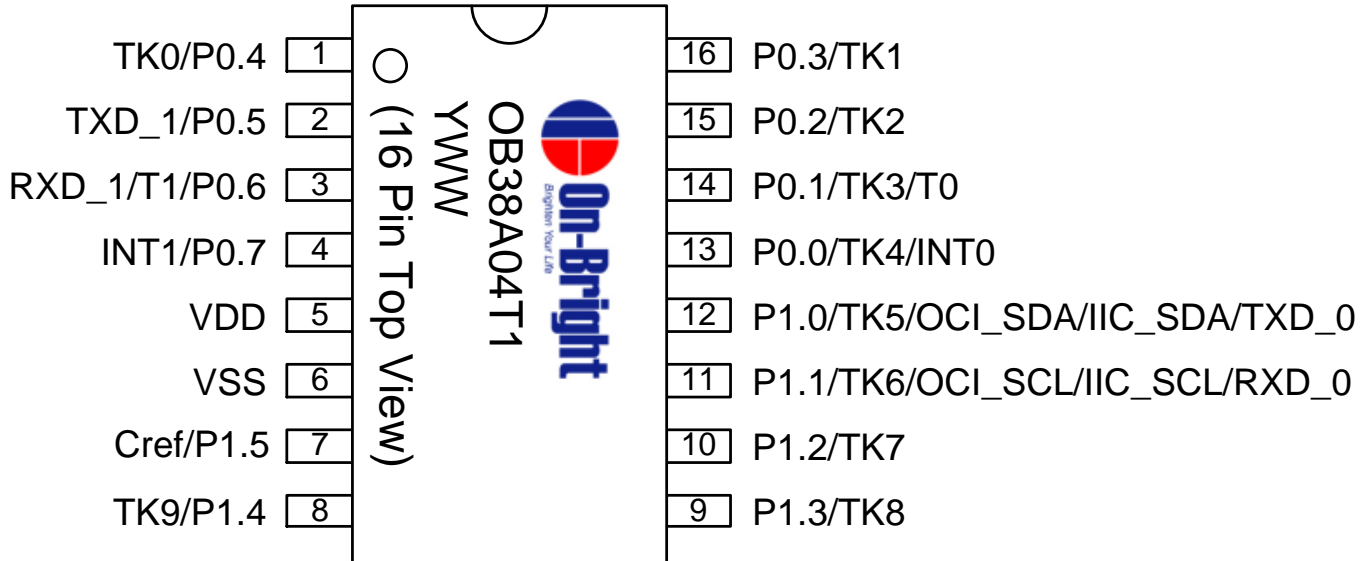 TK0/P0.4 1
TXD_1/P0.5 2
RXD_1/T1/P0.6 3
INT1/P0.7 4
VDD 5
VSS 6
Cref/P1.5 7
TK9/P1.4 8
(16 Pin Top View)
YWW
OB38A04T1
On-Bright
Brighten Your Life
16 P0.3/TK1
15 P0.2/TK2
14 P0.1/TK3/T0
13 P0.0/TK4/INT0
12 P1.0/TK5/OCI_SDA/IIC_SDA/TXD_0
11 P1.1/TK6/OCI_SCL/IIC_SCL/RXD_0
10 P1.2/TK7
9 P1.3/TK8